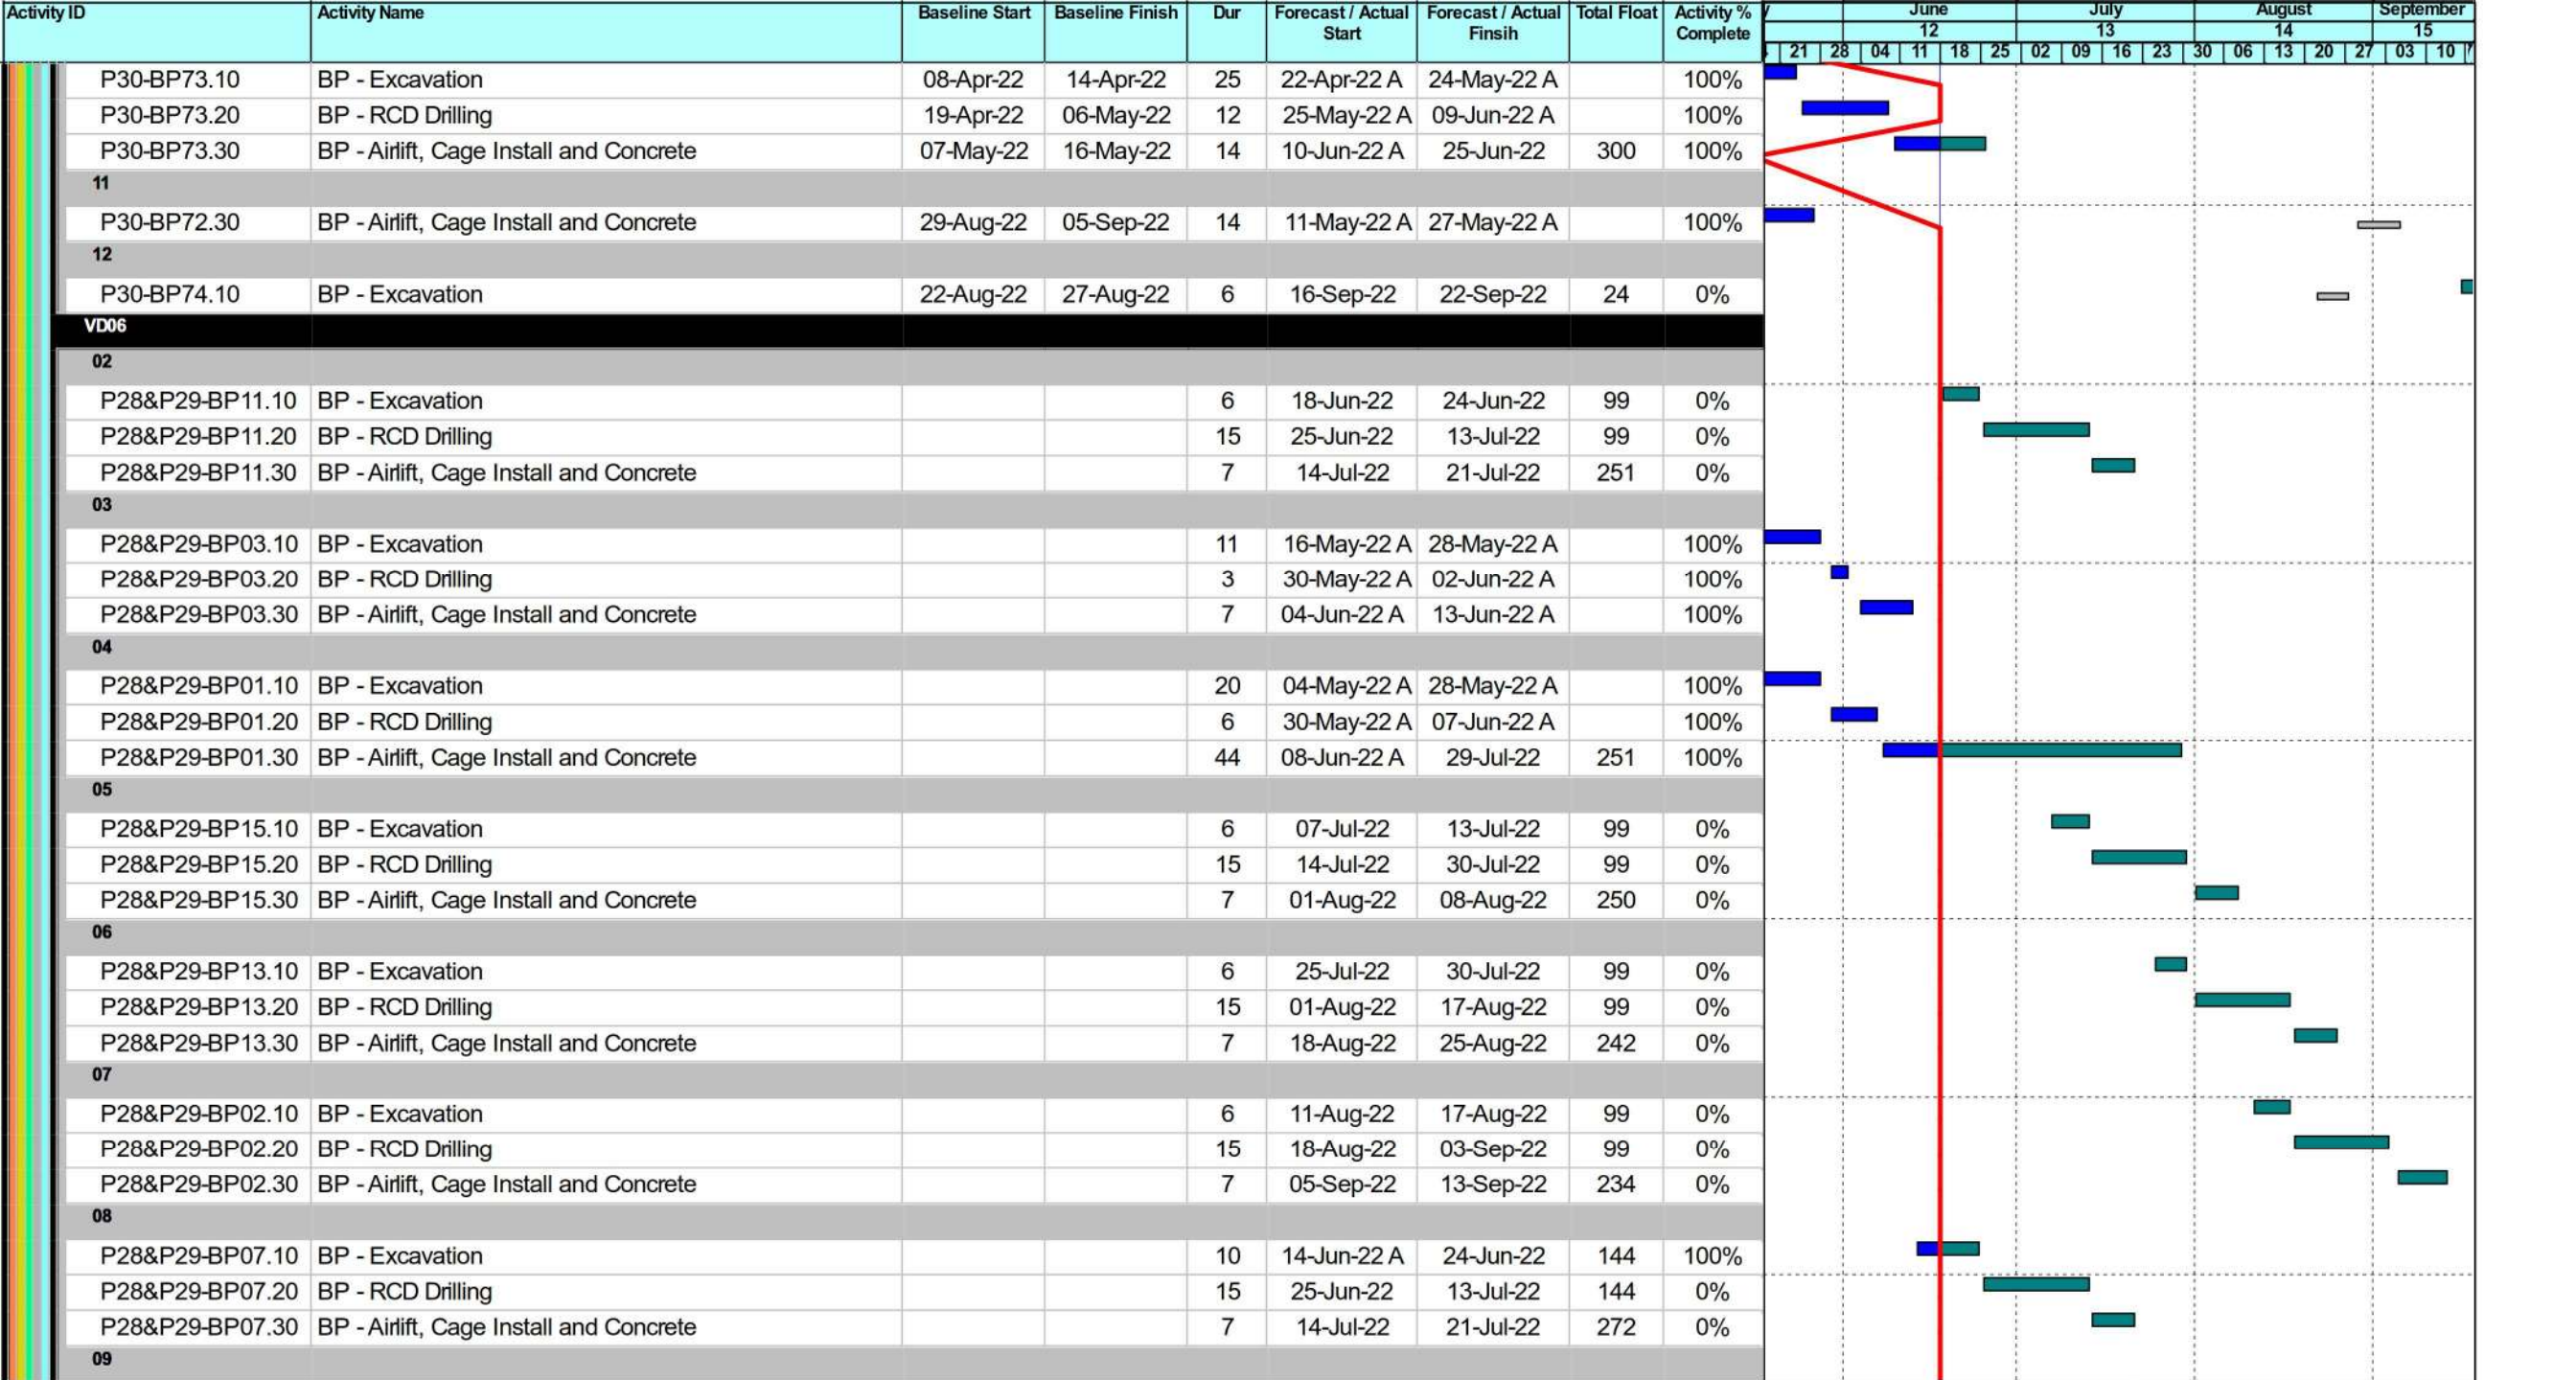 Activity ID Activity Name Baseline Start Baseline Finish Dur Forecast / Actual Start Forecast / Actual Finsih Total Float Activity % Complete
June July August September
12 13 14 15
21 28 04 11 18 25 02 09 16 23 30 06 13 20 27 03 10
P30-BP73.10 BP - Excavation 08-Apr-22 14-Apr-22 25 22-Apr-22 A 24-May-22 A 100%
P30-BP73.20 BP - RCD Drilling 19-Apr-22 06-May-22 12 25-May-22 A 09-Jun-22 A 100%
P30-BP73.30 BP - Airlift, Cage Install and Concrete 07-May-22 16-May-22 14 10-Jun-22 A 25-Jun-22 300 100%
11
P30-BP72.30 BP - Airlift, Cage Install and Concrete 29-Aug-22 05-Sep-22 14 11-May-22 A 27-May-22 A 100%
12
P30-BP74.10 BP - Excavation 22-Aug-22 27-Aug-22 6 16-Sep-22 22-Sep-22 24 0%
VD06
02
P28&P29-BP11.10 BP - Excavation 6 18-Jun-22 24-Jun-22 99 0%
P28&P29-BP11.20 BP - RCD Drilling 15 25-Jun-22 13-Jul-22 99 0%
P28&P29-BP11.30 BP - Airlift, Cage Install and Concrete 7 14-Jul-22 21-Jul-22 251 0%
03
P28&P29-BP03.10 BP - Excavation 11 16-May-22 A 28-May-22 A 100%
P28&P29-BP03.20 BP - RCD Drilling 3 30-May-22 A 02-Jun-22 A 100%
P28&P29-BP03.30 BP - Airlift, Cage Install and Concrete 7 04-Jun-22 A 13-Jun-22 A 100%
04
P28&P29-BP01.10 BP - Excavation 20 04-May-22 A 28-May-22 A 100%
P28&P29-BP01.20 BP - RCD Drilling 6 30-May-22 A 07-Jun-22 A 100%
P28&P29-BP01.30 BP - Airlift, Cage Install and Concrete 44 08-Jun-22 A 29-Jul-22 251 100%
05
P28&P29-BP15.10 BP - Excavation 6 07-Jul-22 13-Jul-22 99 0%
P28&P29-BP15.20 BP - RCD Drilling 15 14-Jul-22 30-Jul-22 99 0%
P28&P29-BP15.30 BP - Airlift, Cage Install and Concrete 7 01-Aug-22 08-Aug-22 250 0%
06
P28&P29-BP13.10 BP - Excavation 6 25-Jul-22 30-Jul-22 99 0%
P28&P29-BP13.20 BP - RCD Drilling 15 01-Aug-22 17-Aug-22 99 0%
P28&P29-BP13.30 BP - Airlift, Cage Install and Concrete 7 18-Aug-22 25-Aug-22 242 0%
07
P28&P29-BP02.10 BP - Excavation 6 11-Aug-22 17-Aug-22 99 0%
P28&P29-BP02.20 BP - RCD Drilling 15 18-Aug-22 03-Sep-22 99 0%
P28&P29-BP02.30 BP - Airlift, Cage Install and Concrete 7 05-Sep-22 13-Sep-22 234 0%
08
P28&P29-BP07.10 BP - Excavation 10 14-Jun-22 A 24-Jun-22 144 100%
P28&P29-BP07.20 BP - RCD Drilling 15 25-Jun-22 13-Jul-22 144 0%
P28&P29-BP07.30 BP - Airlift, Cage Install and Concrete 7 14-Jul-22 21-Jul-22 272 0%
09